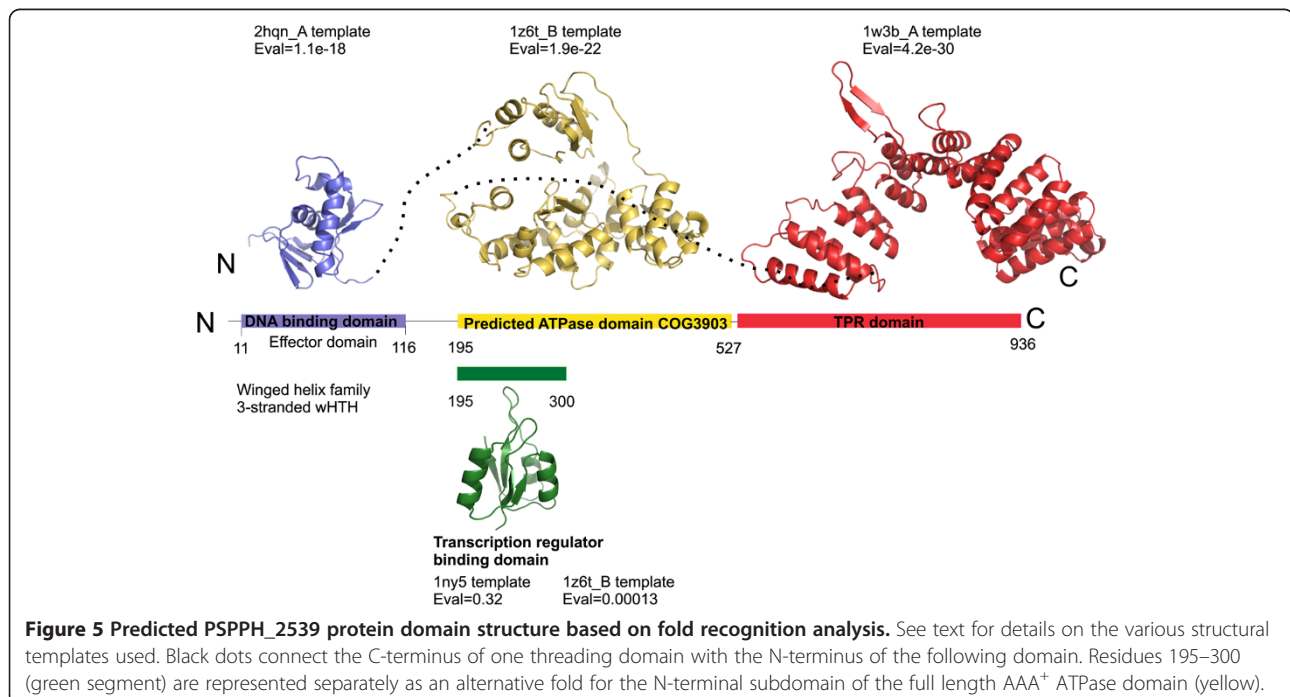 2hqn_A template
Eval=1.1e-18
1z6t_B template
Eval=1.9e-22
1w3b_A template
Eval=4.2e-30
N
C
N
DNA binding domain
Predicted ATPase domain COG3903
TPR domain
C
Effector domain
11
116
195
527
936
Winged helix family
3-stranded wHTH
195
300
Transcription regulator
binding domain
1ny5 template
Eval=0.32
1z6t_B template
Eval=0.00013
Figure 5 Predicted PSPPH_2539 protein domain structure based on fold recognition analysis. See text for details on the various structural
templates used. Black dots connect the C-terminus of one threading domain with the N-terminus of the following domain. Residues 195–300
(green segment) are represented separately as an alternative fold for the N-terminal subdomain of the full length AAA⁺ ATPase domain (yellow).